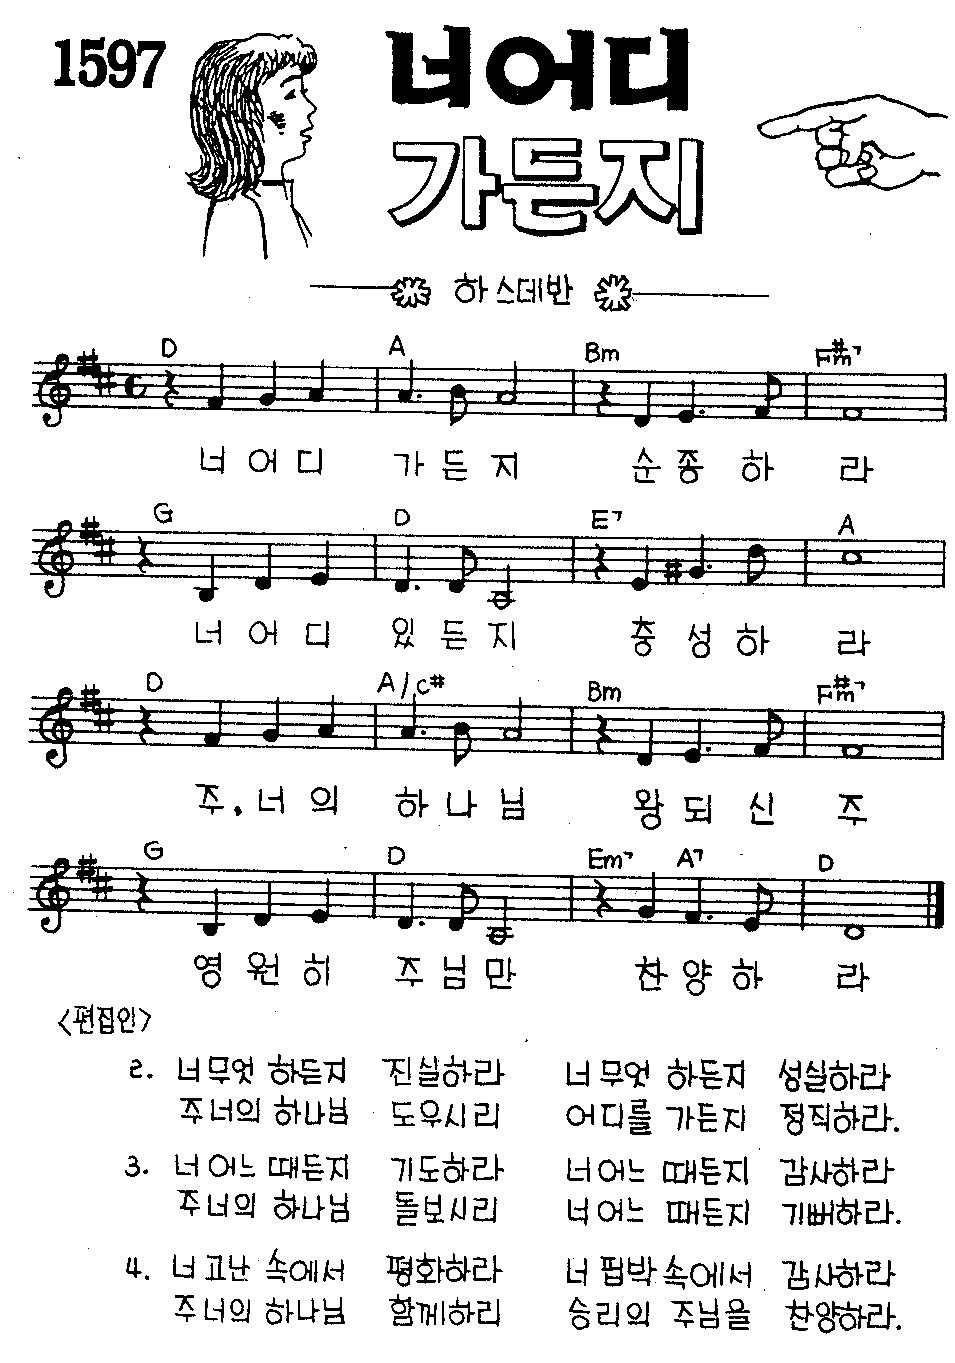 1597
너 어디
가든지
하 스데반
D A Bm F#m7
너 어 디 가 든 지 순 종 하 라
G D E7 A
너 어 디 있 든 지 충 성 하 라
D A/C# Bm F#m7
주, 너 의 하 나 님 왕 되 신 주
G D Em7 A7 D
영 원 히 주 님 만 찬 양 하 라
<편집인>
2. 너 무엇 하든지 진실하라 너 무엇 하든지 성실하라
주 너의 하나님 도우시리 어디를 가든지 정직하라.
3. 너 어느 때든지 기도하라 너 어느 때든지 감사하라
주 너의 하나님 돌보시리 너 어느 때든지 기뻐하라.
4. 너 고난 속에서 평화하라 너 핍박 속에서 감사하라
주 너의 하나님 함께하리 승리의 주님을 찬양하라.